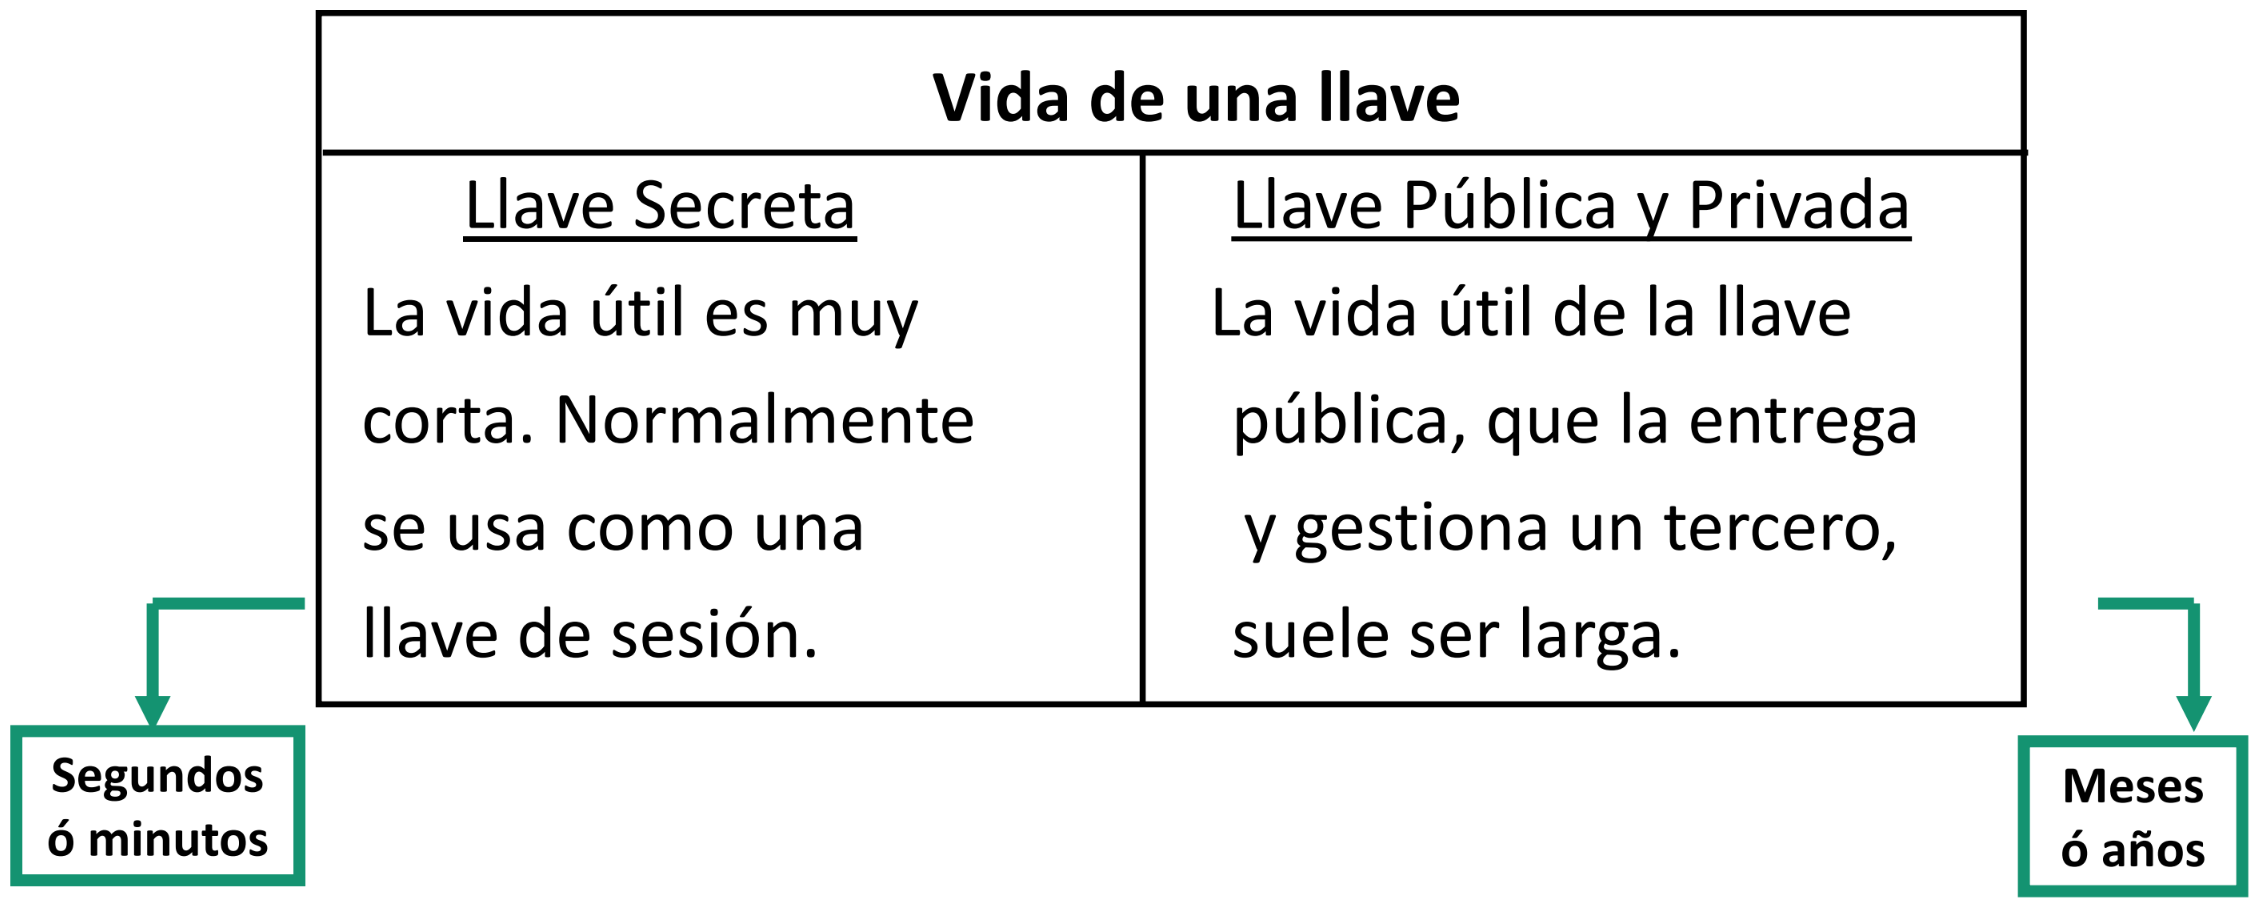 Vida de una llave
Llave Secreta
La vida útil es muy
corta. Normalmente
se usa como una
llave de sesión.
Llave Pública y Privada
La vida útil de la llave
pública, que la entrega
y gestiona un tercero,
suele ser larga.
Segundos
ó minutos
Meses
ó años